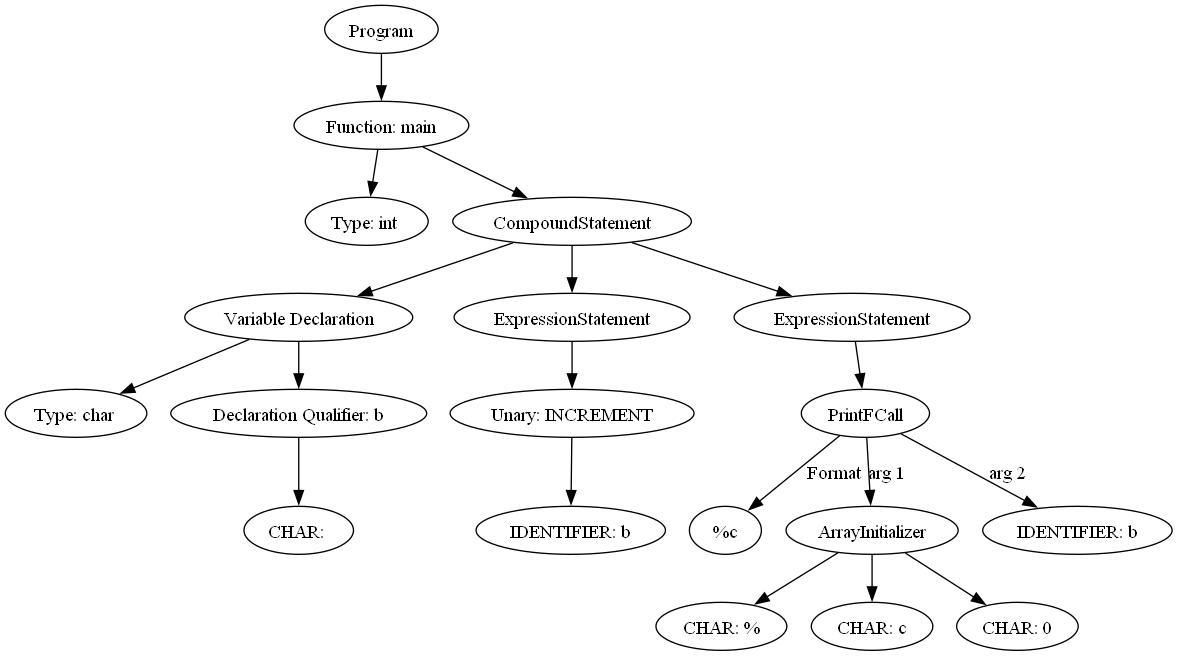 Program
Function: main
Type: int
CompoundStatement
Variable Declaration
ExpressionStatement
ExpressionStatement
Type: char
Declaration Qualifier: b
Unary: INCREMENT
PrintFCall
Format
arg 1
arg 2
CHAR:
IDENTIFIER: b
%c
ArrayInitializer
IDENTIFIER: b
CHAR: %
CHAR: c
CHAR: 0